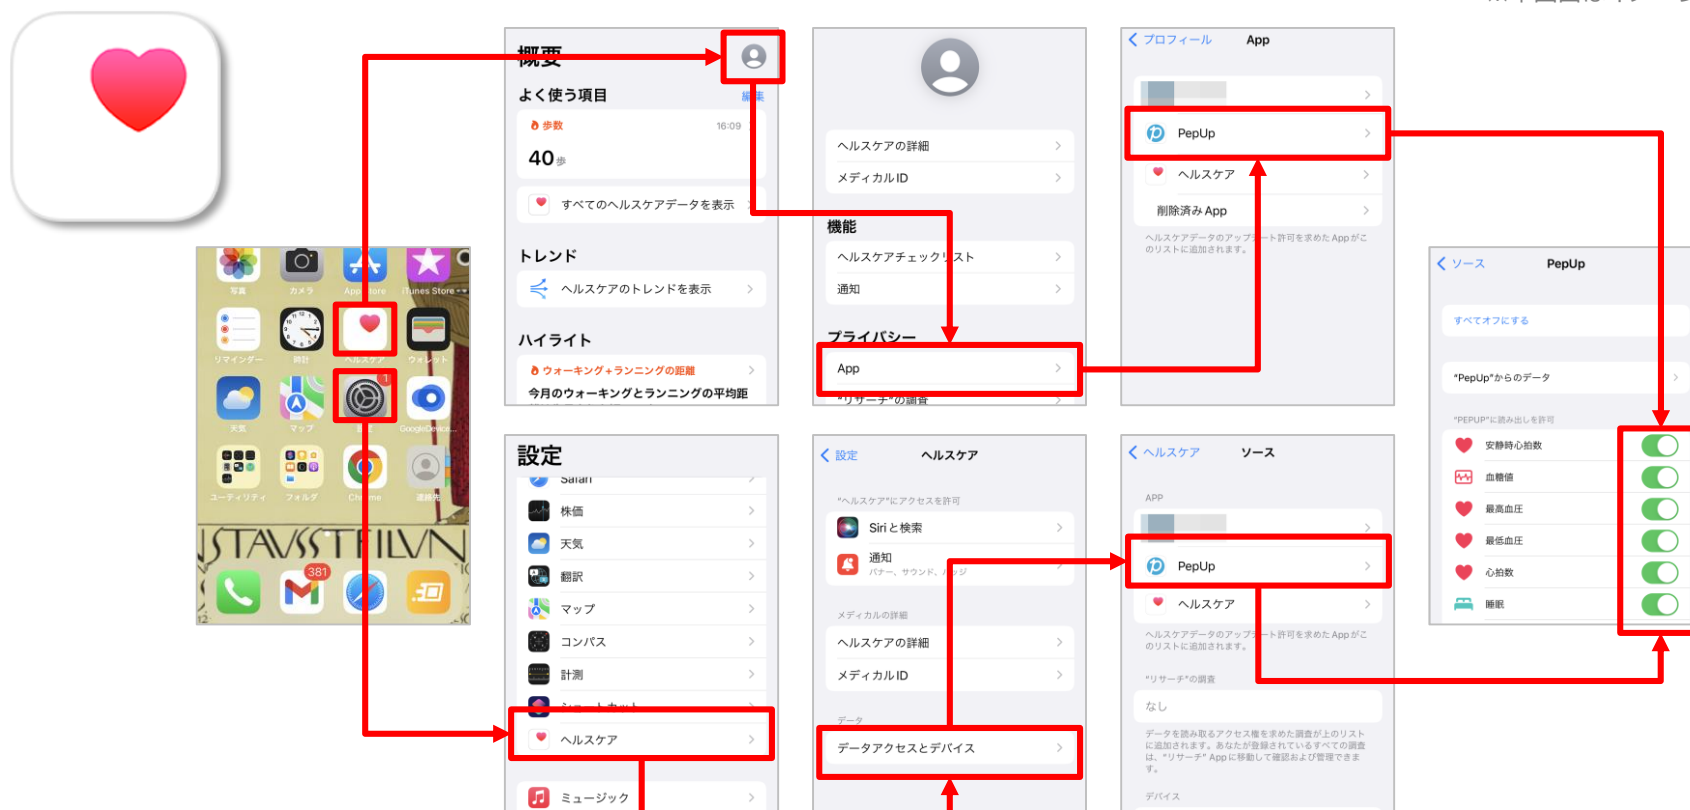 概要
よく使う項目
編集
歩数
16:09
40歩
すべてのヘルスケアデータを表示
トレンド
ヘルスケアのトレンドを表示
ハイライト
ウォーキング+ランニングの距離
今月のウォーキングとランニングの平均距
ヘルスケアの詳細
メディカルID
機能
ヘルスケアチェックリスト
通知
プライバシー
App
"リサーチ"の調査
プロフィール
App
PepUp
ヘルスケア
削除済み App
ヘルスケアデータのアップデート許可を求めた App がこ
のリストに追加されます。
ソース
PepUp
すべてオフにする
"PepUp"からのデータ
"PEPUP"に読み出しを許可
安静時心拍数
血糖値
最高血圧
最低血圧
心拍数
睡眠
写真
カメラ
App Store
iTunes Store
リマインダー
時計
ヘルスケア
ウォレット
1
天気
マップ
設定
GoogleDevice...
ユーティリティ
フォルダ
Chrome
連絡先
381
設定
Safari
株価
天気
翻訳
マップ
コンパス
計測
ショートカット
ヘルスケア
ミュージック
設定
ヘルスケア
"ヘルスケア"にアクセスを許可
Siriと検索
通知
バナー、サウンド、バッジ
メディカルの詳細
ヘルスケアの詳細
メディカルID
データ
データアクセスとデバイス
ヘルスケア
ソース
APP
PepUp
ヘルスケア
ヘルスケアデータのアップデート許可を求めた App がこ
のリストに追加されます。
"リサーチ"の調査
なし
データを読み取るアクセス権を求めた調査が上のリスト
に追加されます。あなたが登録されているすべての調査
は、"リサーチ" App に移動して確認および管理できま
す。
デバイス